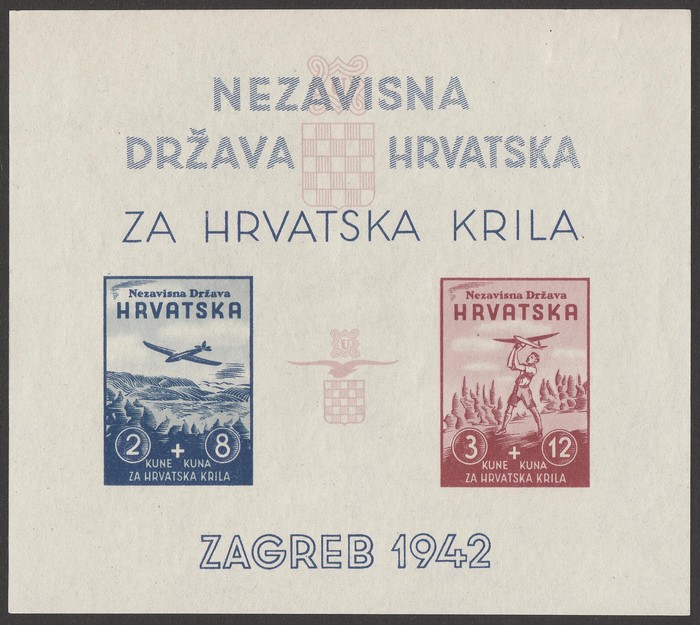 NEZAVISNA
DRŽAVA HRVATSKA
ZA HRVATSKA KRILA
Nezavisna Država
HRVATSKA
2 + 8
KUNE KUNA
ZA HRVATSKA KRILA
Nezavisna Država
HRVATSKA
3 + 12
KUNE KUNA
ZA HRVATSKA KRILA
U
ZAGREB 1942